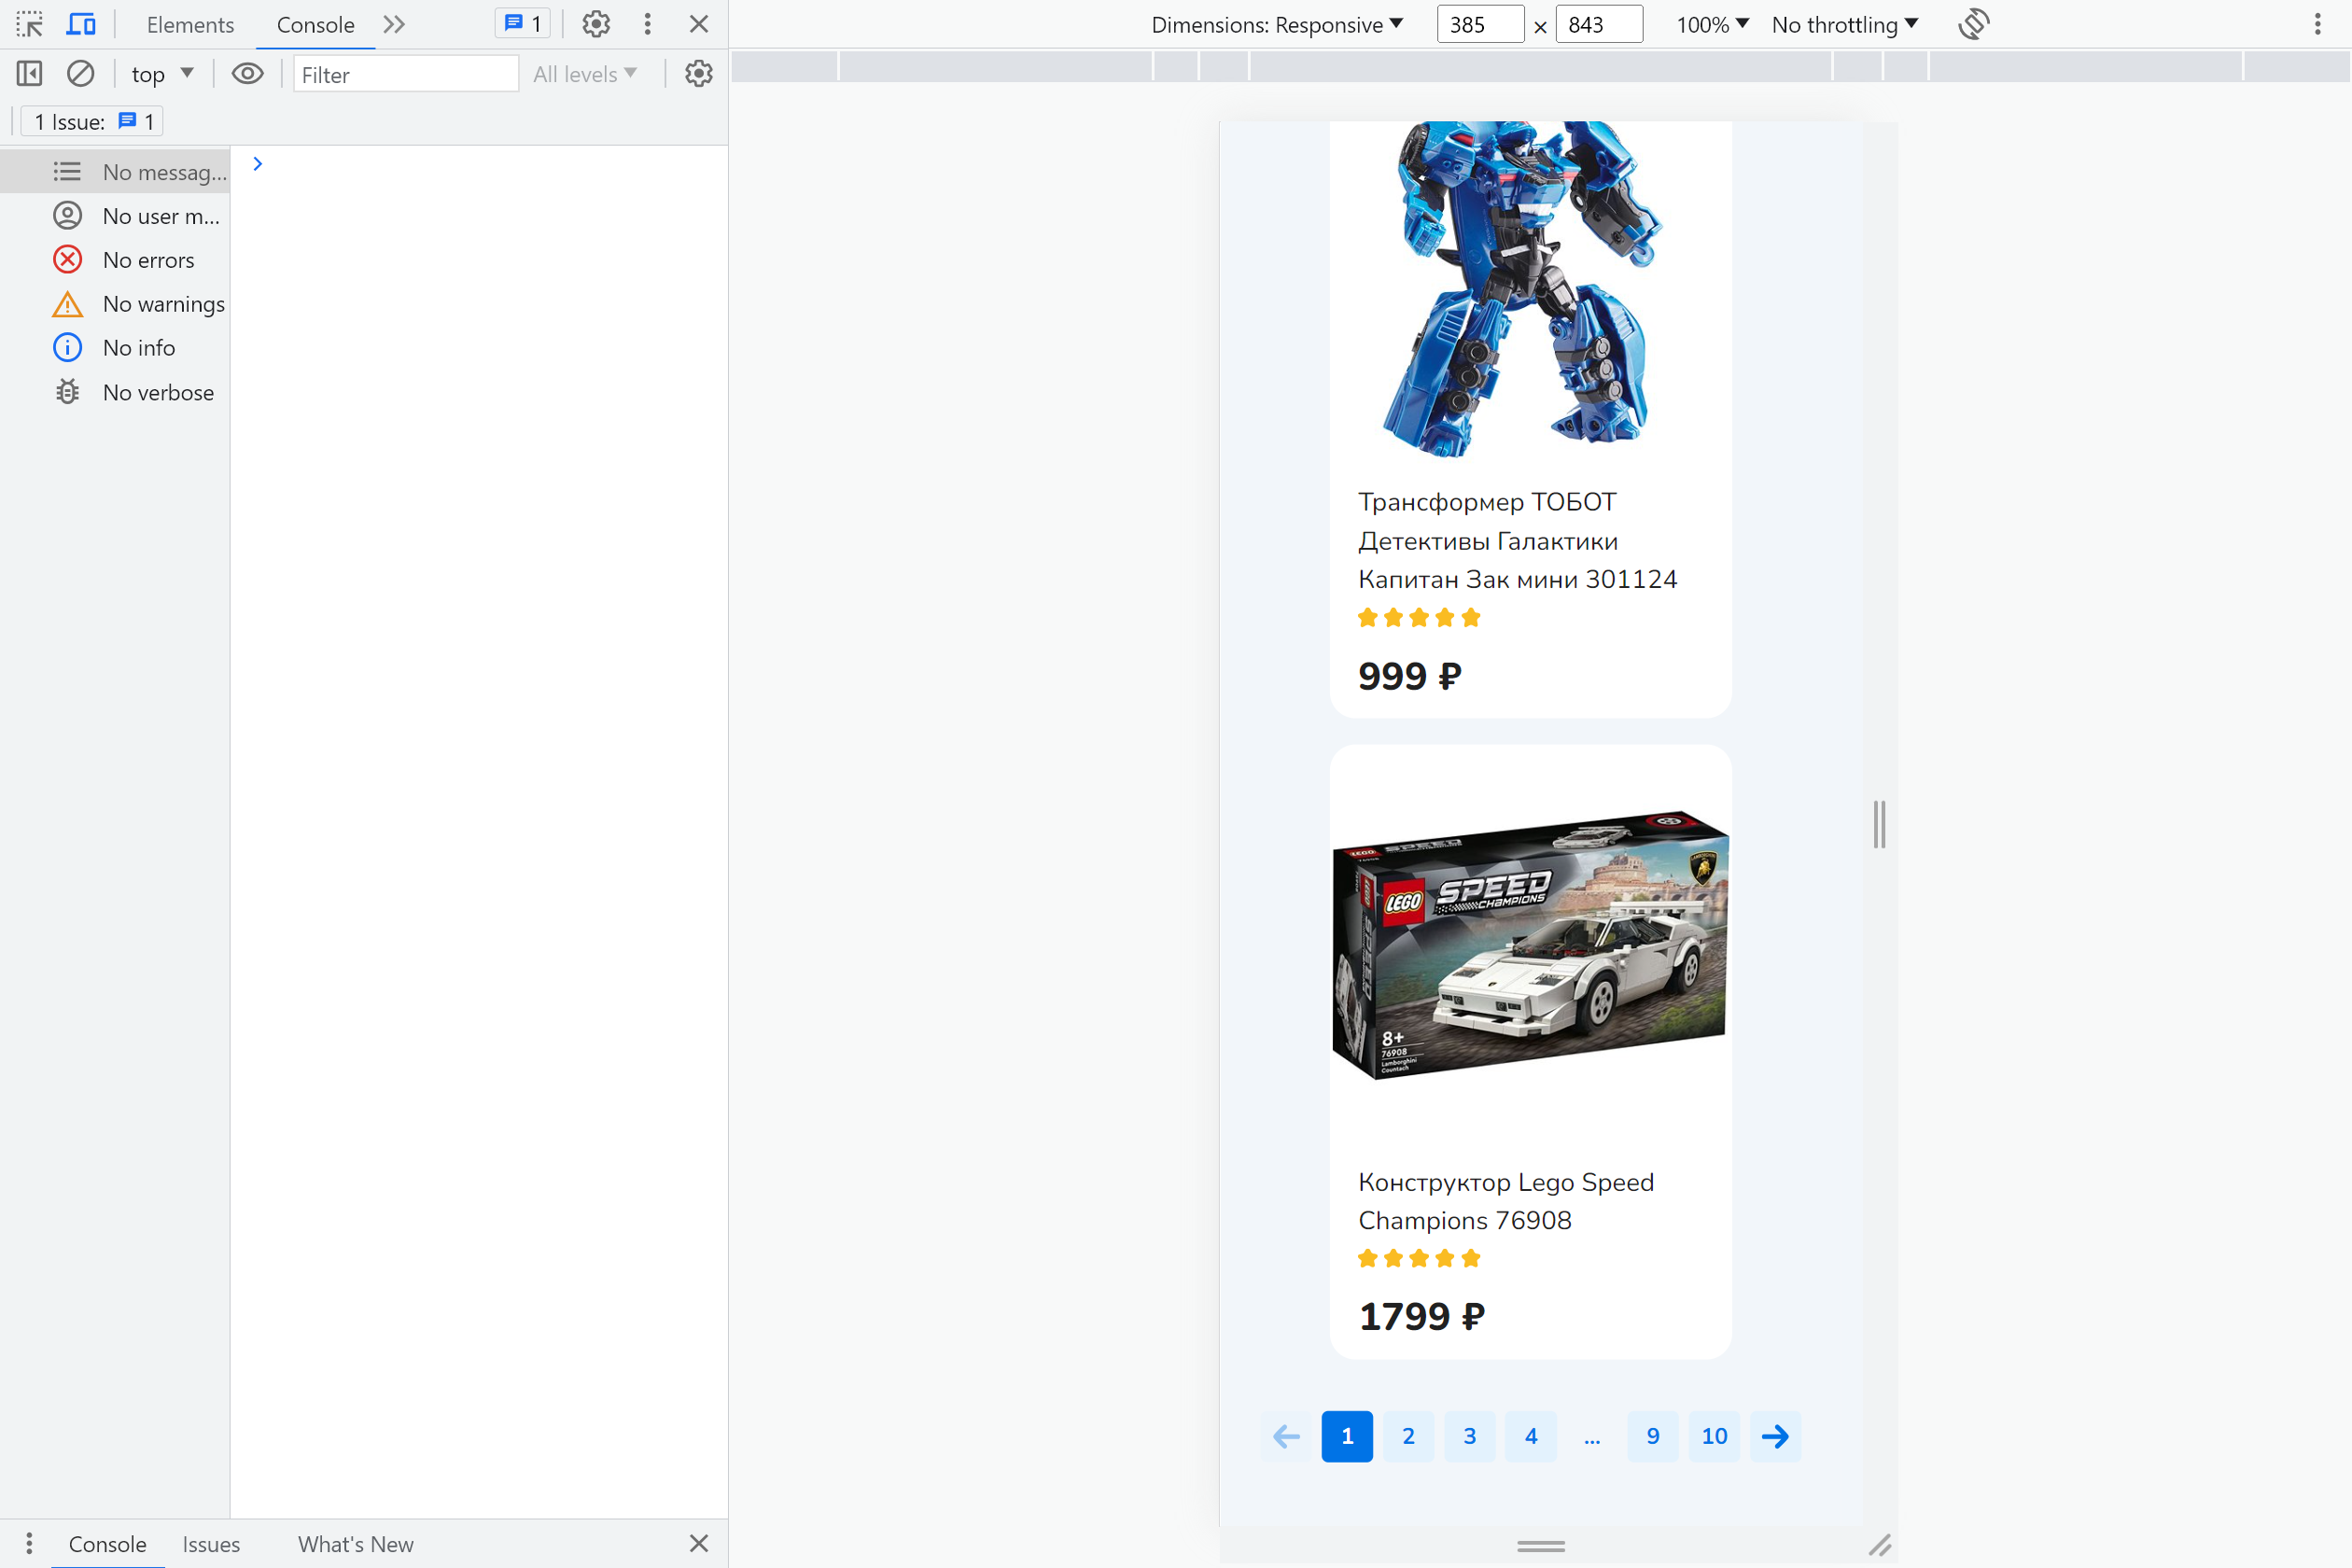 Elements
Console
1
Dimensions: Responsive
385
×
843
100%
No throttling
top
Filter
All levels
1 Issue:
1
No messag...
No user m...
No errors
No warnings
No info
No verbose
Трансформер ТОБОТ
Детективы Галактики
Капитан Зак мини 301124
999 ₽
LEGO
SPEED
CHAMPIONS
8+
76908
Lamborghini
Countach
Конструктор Lego Speed
Champions 76908
1799 ₽
1 2 3 4 ... 9 10
Console
Issues
What's New